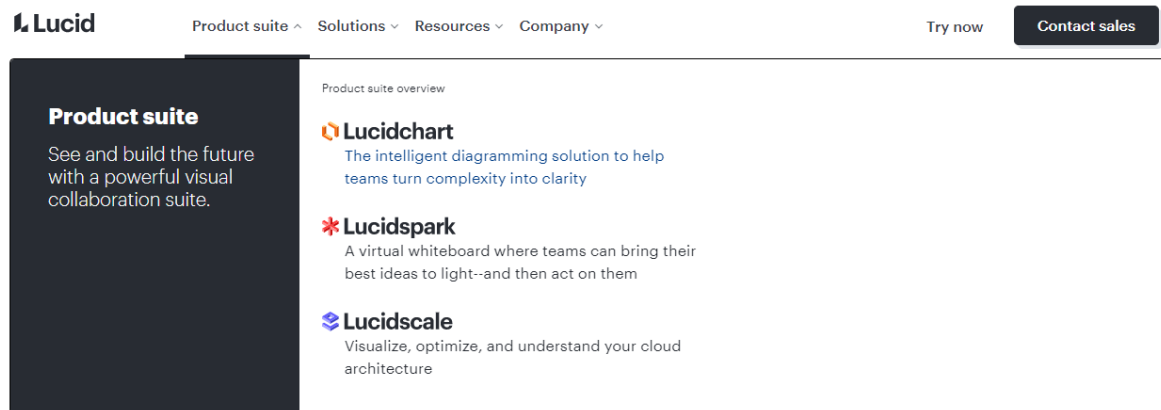 Lucid
Product suite Solutions Resources Company Try now Contact sales
Product suite
See and build the future
with a powerful visual
collaboration suite.
Product suite overview
Lucidchart
The intelligent diagramming solution to help
teams turn complexity into clarity
Lucidspark
A virtual whiteboard where teams can bring their
best ideas to light--and then act on them
Lucidscale
Visualize, optimize, and understand your cloud
architecture